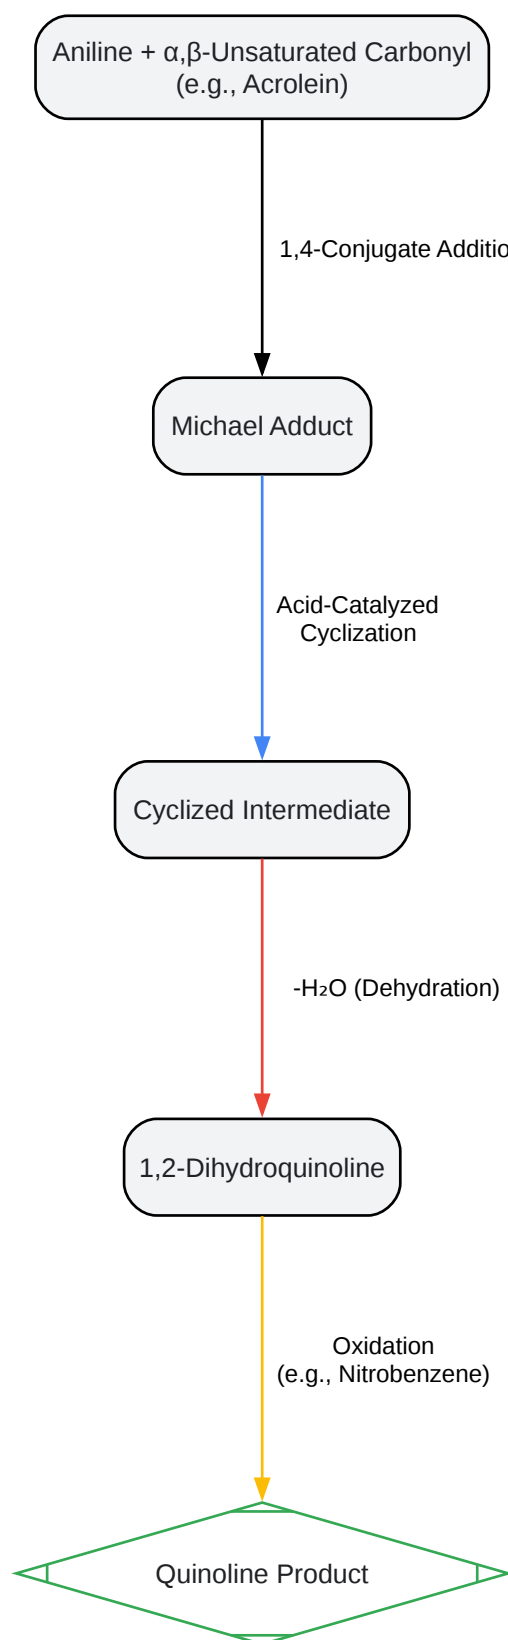 Aniline + α,β-Unsaturated Carbonyl
(e.g., Acrolein)
1,4-Conjugate Additio
Michael Adduct
Acid-Catalyzed
Cyclization
Cyclized Intermediate
-H₂O (Dehydration)
1,2-Dihydroquinoline
Oxidation
(e.g., Nitrobenzene)
Quinoline Product